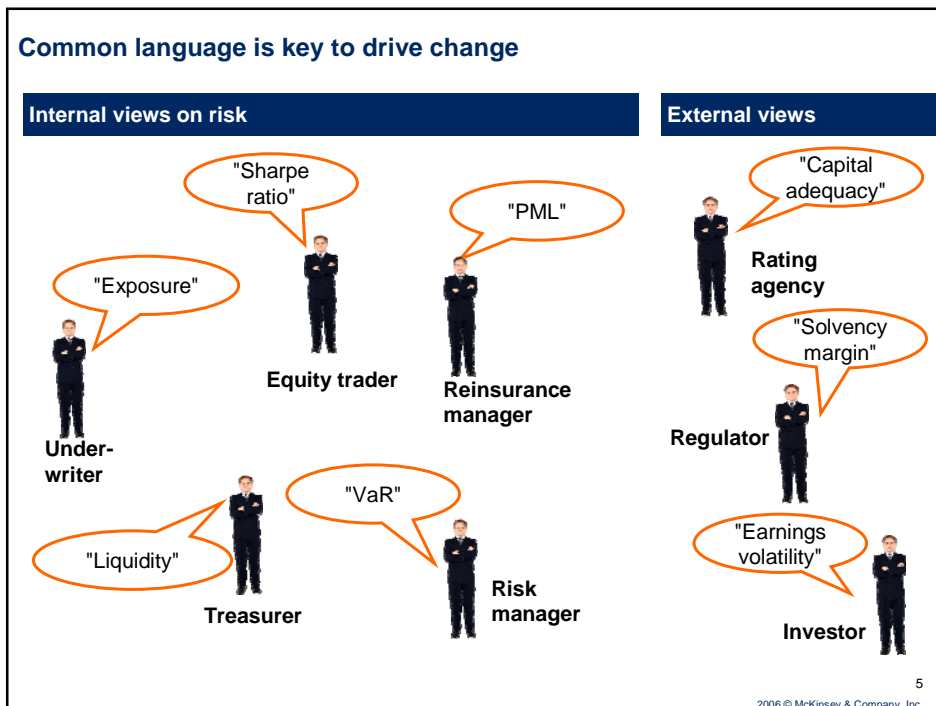 Common language is key to drive change
Internal views on risk
"Sharpe
ratio"
"PML"
"Exposure"
Equity trader
Reinsurance
manager
Under-
writer
"VaR"
"Liquidity"
Treasurer
Risk
manager
External views
"Capital
adequacy"
Rating
agency
"Solvency
margin"
Regulator
"Earnings
volatility"
Investor
5
2006 © McKinsey & Company, Inc.